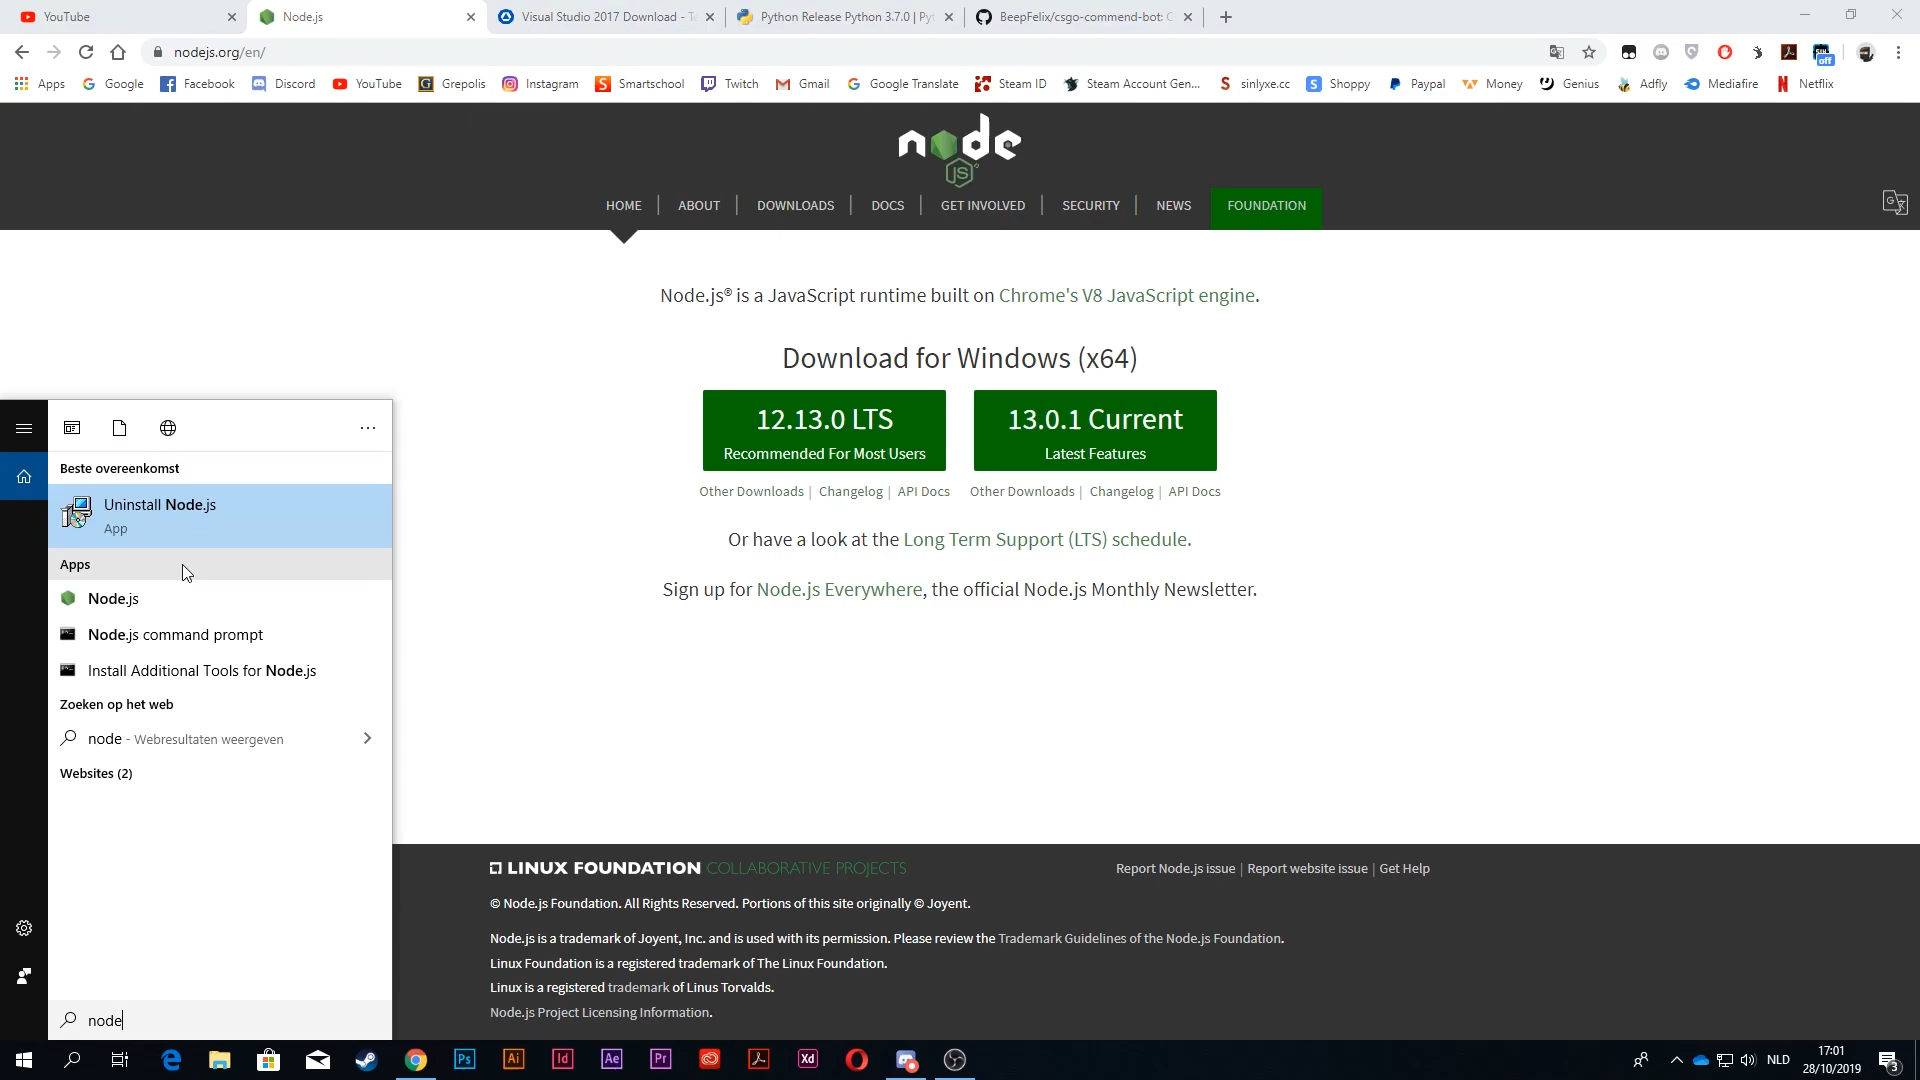 YouTube
Node.js
Visual Studio 2017 Download - Te
Python Release Python 3.7.0 | Pyt
BeepFelix/csgo-commend-bot: C
nodejs.org/en/
off
Apps
Google
Facebook
Discord
YouTube
Grepolis
Instagram
Smartschool
Twitch
Gmail
Google Translate
Steam ID
Steam Account Gen...
sinlyxe.cc
Shoppy
Paypal
Money
Genius
Adfly
Mediafire
Netflix
node
JS
HOME
ABOUT
DOWNLOADS
DOCS
GET INVOLVED
SECURITY
NEWS
FOUNDATION
Node.js® is a JavaScript runtime built on Chrome's V8 JavaScript engine.
Download for Windows (x64)
12.13.0 LTS
Recommended For Most Users
13.0.1 Current
Latest Features
Other Downloads | Changelog | API Docs
Other Downloads | Changelog | API Docs
Or have a look at the Long Term Support (LTS) schedule.
Sign up for Node.js Everywhere, the official Node.js Monthly Newsletter.
Beste overeenkomst
Uninstall Node.js
App
Apps
Node.js
Node.js command prompt
Install Additional Tools for Node.js
Zoeken op het web
node - Webresultaten weergeven
Websites (2)
node
LINUX FOUNDATION COLLABORATIVE PROJECTS
Report Node.js issue | Report website issue | Get Help
© Node.js Foundation. All Rights Reserved. Portions of this site originally © Joyent.
Node.js is a trademark of Joyent, Inc. and is used with its permission. Please review the Trademark Guidelines of the Node.js Foundation.
Linux Foundation is a registered trademark of The Linux Foundation.
Linux is a registered trademark of Linus Torvalds.
Node.js Project Licensing Information.
Ps
Ai
Id
Ae
Pr
Xd
NLD
17:01
28/10/2019
3